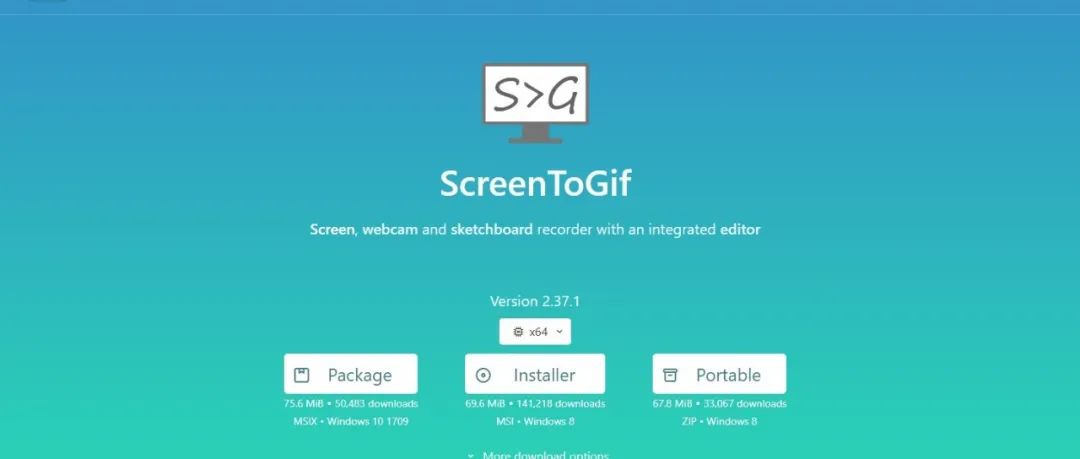 S>G
ScreenToGif
Screen, webcam and sketchboard recorder with an integrated editor
Version 2.37.1
x64
Package Installer Portable
75.6 MiB • 50,483 downloads 69.6 MiB • 141,218 downloads 67.8 MiB • 33,067 downloads
MSIX • Windows 10 1709 MSI • Windows 8 ZIP • Windows 8
More download options